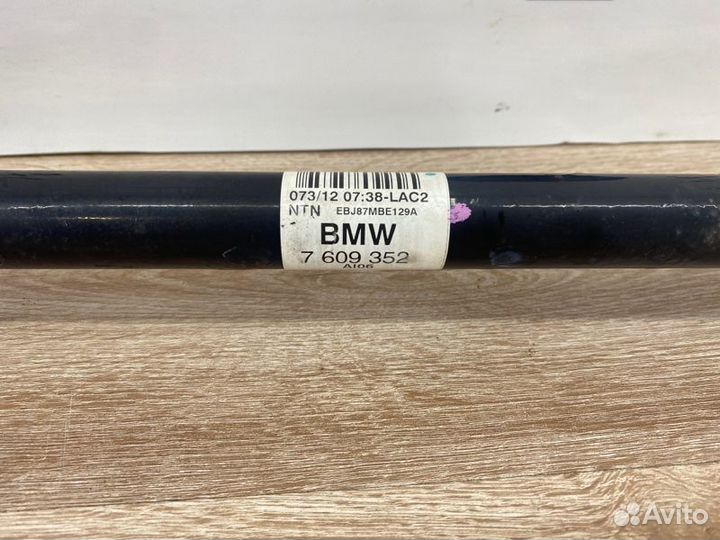 073/12 07:38-LAC2
NTN EBJ87MBE129A
BMW
7 609 352
AI06
Avito